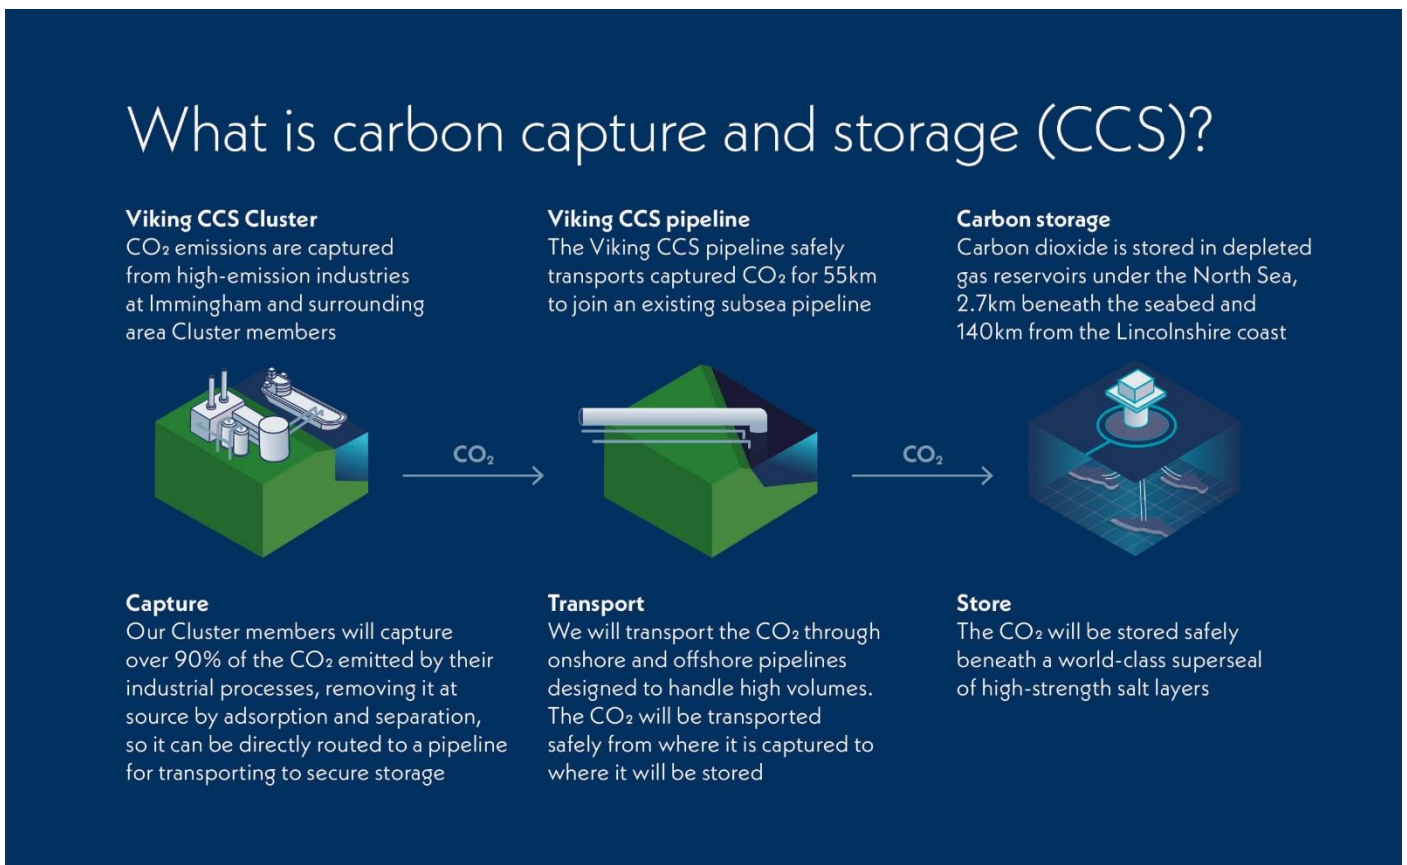 What is carbon capture and storage (CCS)?
Viking CCS Cluster
CO₂ emissions are captured
from high-emission industries
at Immingham and surrounding
area Cluster members
Viking CCS pipeline
The Viking CCS pipeline safely
transports captured CO₂ for 55km
to join an existing subsea pipeline
Carbon storage
Carbon dioxide is stored in depleted
gas reservoirs under the North Sea,
2.7km beneath the seabed and
140km from the Lincolnshire coast
CO₂
CO₂
Capture
Our Cluster members will capture
over 90% of the CO₂ emitted by their
industrial processes, removing it at
source by adsorption and separation,
so it can be directly routed to a pipeline
for transporting to secure storage
Transport
We will transport the CO₂ through
onshore and offshore pipelines
designed to handle high volumes.
The CO₂ will be transported
safely from where it is captured to
where it will be stored
Store
The CO₂ will be stored safely
beneath a world-class superseal
of high-strength salt layers